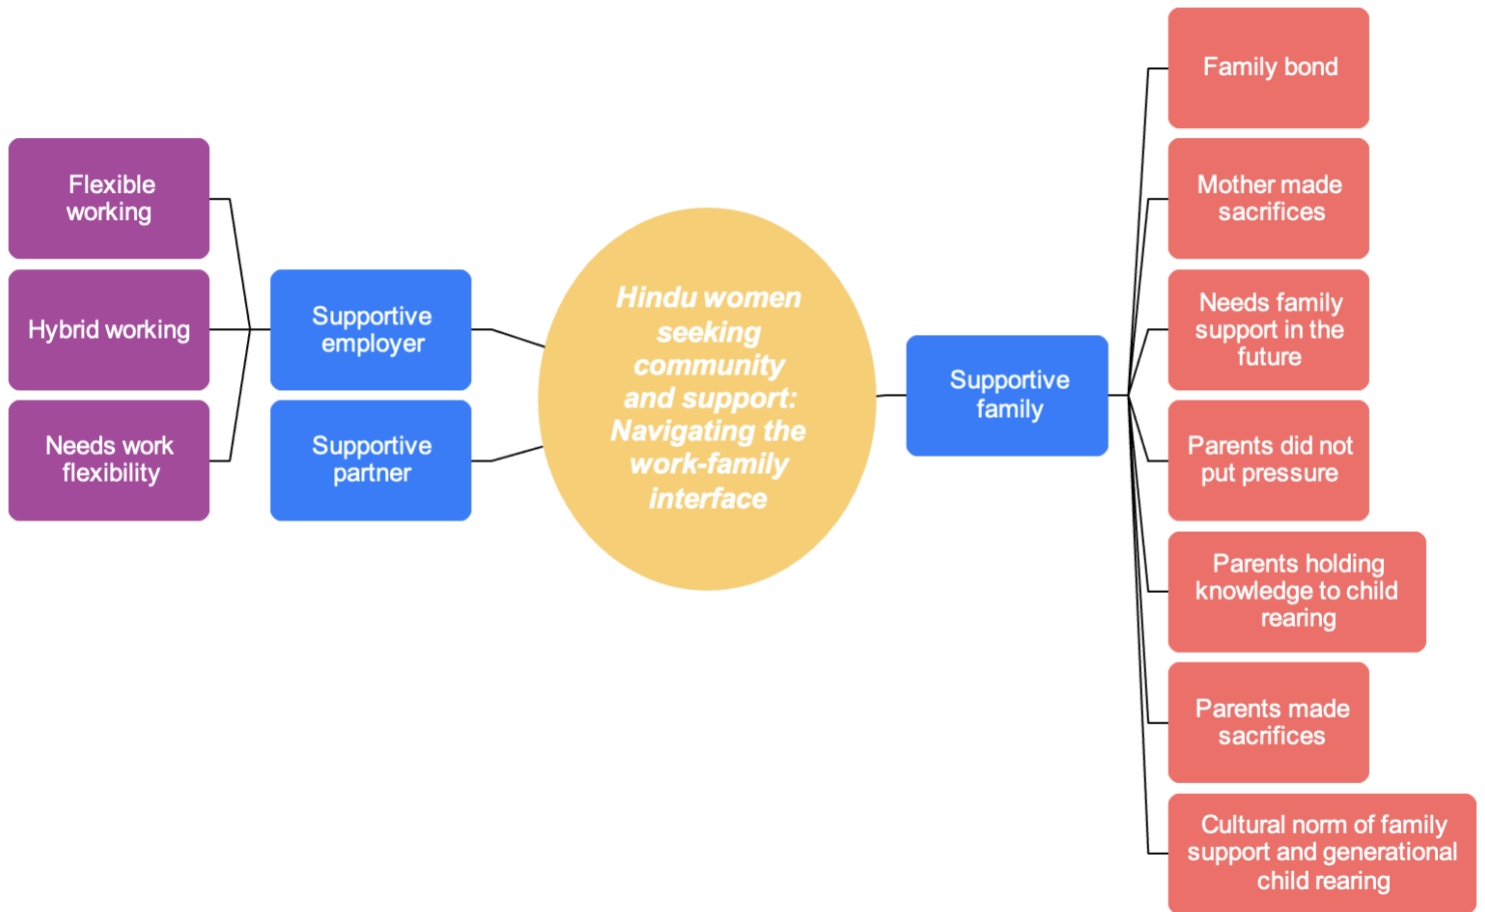 Flexible
working
Hybrid working
Needs work
flexibility
Supportive
employer
Supportive
partner
Hindu women
seeking
community
and support:
Navigating the
work-family
interface
Supportive
family
Family bond
Mother made
sacrifices
Needs family
support in the
future
Parents did not
put pressure
Parents holding
knowledge to child
rearing
Parents made
sacrifices
Cultural norm of family
support and generational
child rearing